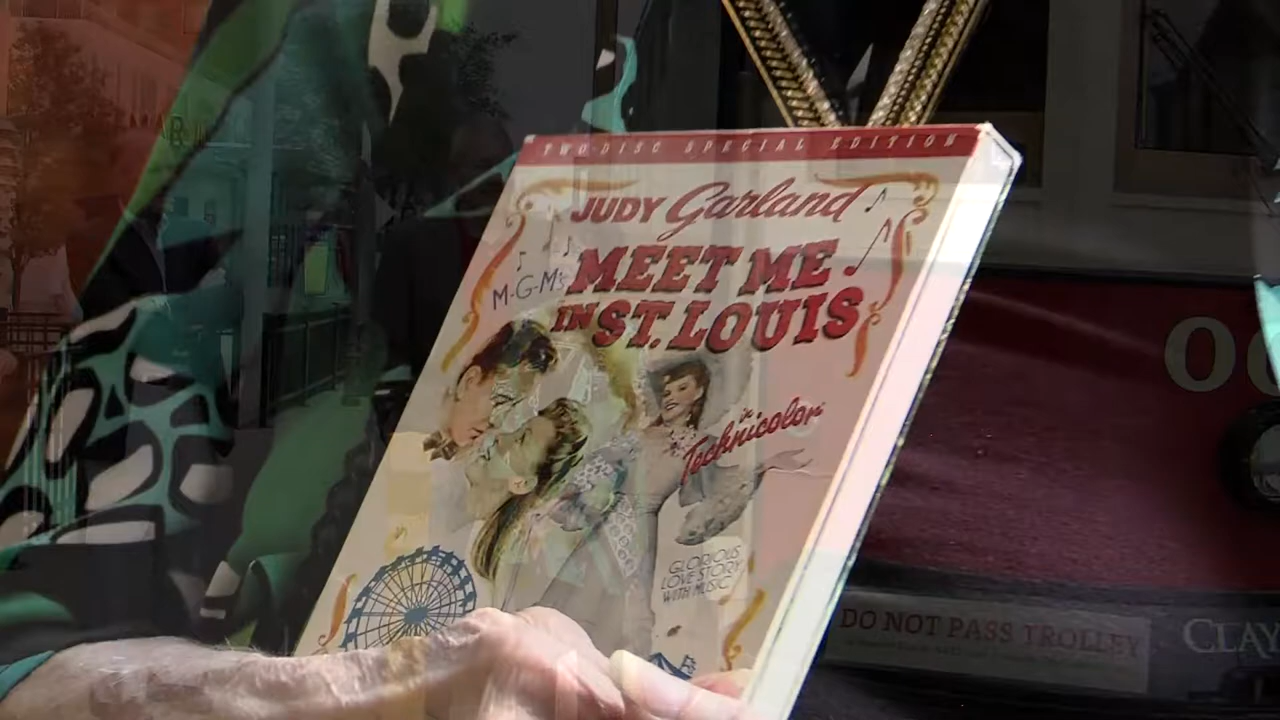 TWO-DISC SPECIAL EDITION
JUDY Garland
M-G-M's MEET ME
IN ST. LOUIS
in
Technicolor
GLORIOUS
LOVE STORY
WITH MUSIC
DO NOT PASS TROLLEY
CLAY